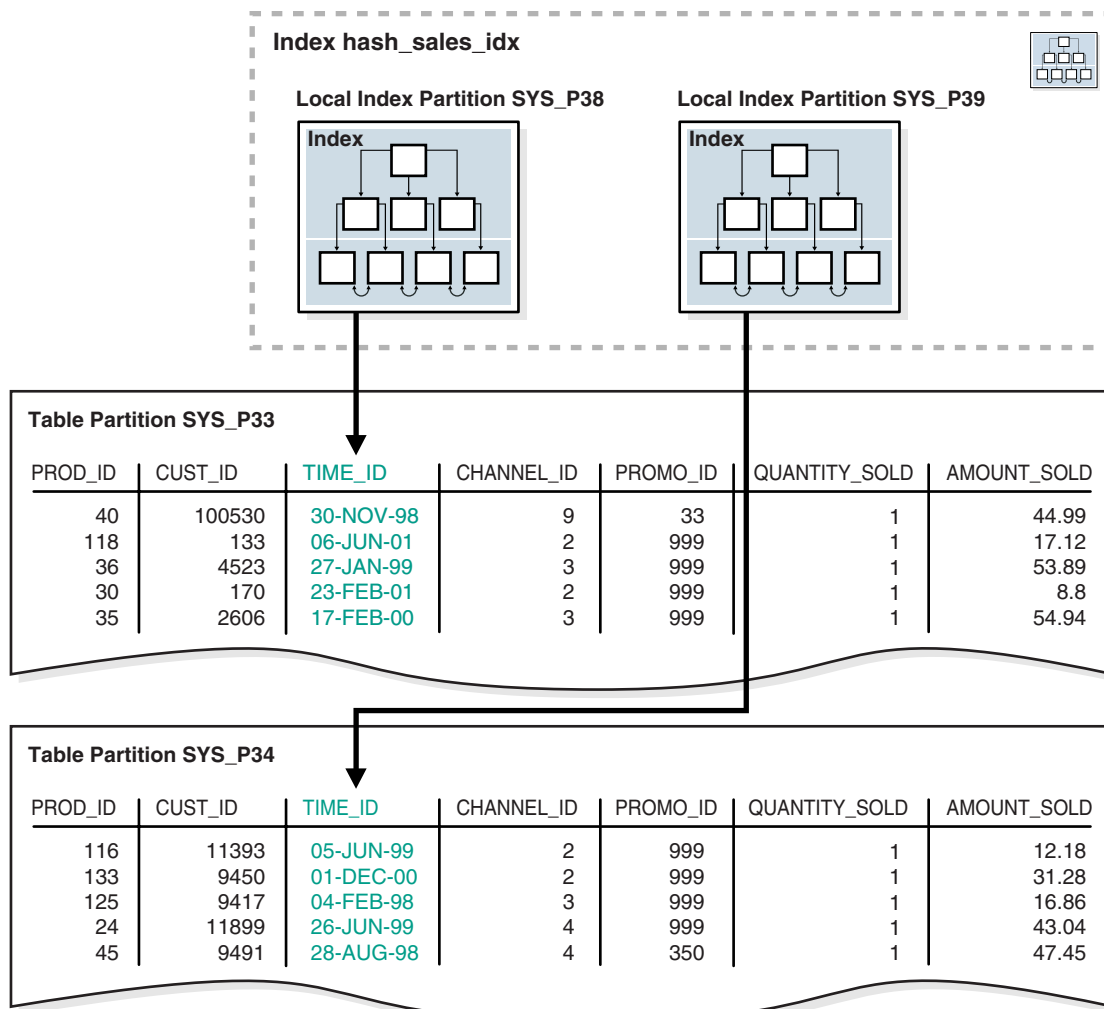 Index hash_sales_idx
Local Index Partition SYS_P38 Local Index Partition SYS_P39
Index Index
Table Partition SYS_P33
PROD_ID CUST_ID TIME_ID CHANNEL_ID PROMO_ID QUANTITY_SOLD AMOUNT_SOLD
40 100530 30-NOV-98 9 33 1 44.99
118 133 06-JUN-01 2 999 1 17.12
36 4523 27-JAN-99 3 999 1 53.89
30 170 23-FEB-01 2 999 1 8.8
35 2606 17-FEB-00 3 999 1 54.94
Table Partition SYS_P34
PROD_ID CUST_ID TIME_ID CHANNEL_ID PROMO_ID QUANTITY_SOLD AMOUNT_SOLD
116 11393 05-JUN-99 2 999 1 12.18
133 9450 01-DEC-00 2 999 1 31.28
125 9417 04-FEB-98 3 999 1 16.86
24 11899 26-JUN-99 4 999 1 43.04
45 9491 28-AUG-98 4 350 1 47.45